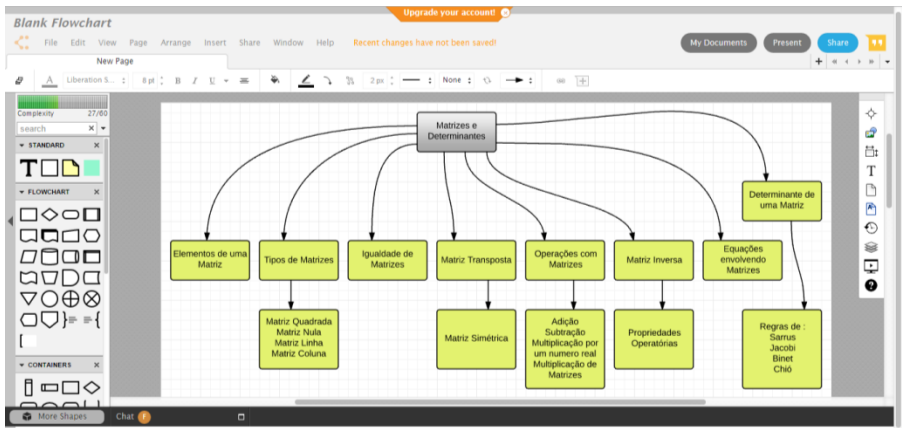 Upgrade your account!
Blank Flowchart
File Edit View Page Arrange Insert Share Window Help Recent changes have not been saved!
My Documents Present Share
New Page
Liberation S... 8 pt B I U 2 px None
Complexity 27/60
search
STANDARD
T
FLOWCHART
CONTAINERS
More Shapes Chat
Matrizes e
Determinantes
Determinante de
uma Matriz
Elementos de uma
Matriz
Tipos de Matrizes
Igualdade de
Matrizes
Matriz Transposta
Operações com
Matrizes
Matriz Inversa
Equações
envolvendo
Matrizes
Matriz Quadrada
Matriz Nula
Matriz Linha
Matriz Coluna
Matriz Simétrica
Adição
Subtração
Multiplicação por
um numero real
Multiplicação de
Matrizes
Propriedades
Operatórias
Regras de :
Sarrus
Jacobi
Binet
Chió